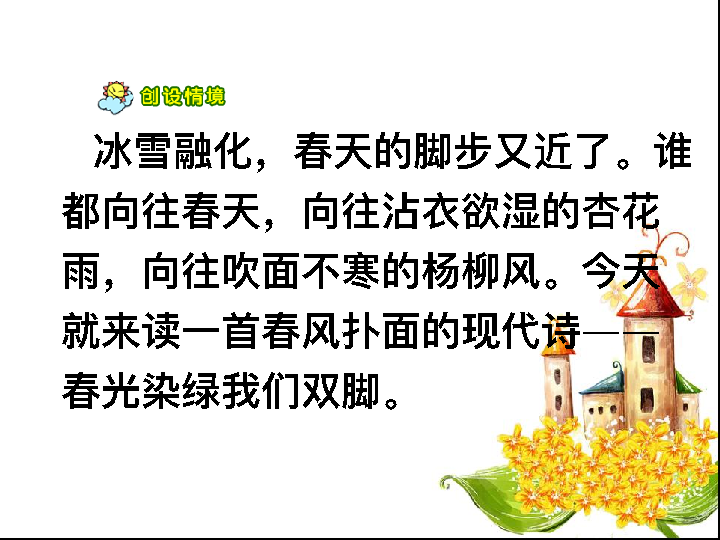 创设情境
冰雪融化，春天的脚步又近了。谁
都向往春天，向往沾衣欲湿的杏花
雨，向往吹面不寒的杨柳风。今天
就来读一首春风扑面的现代诗——
春光染绿我们双脚。